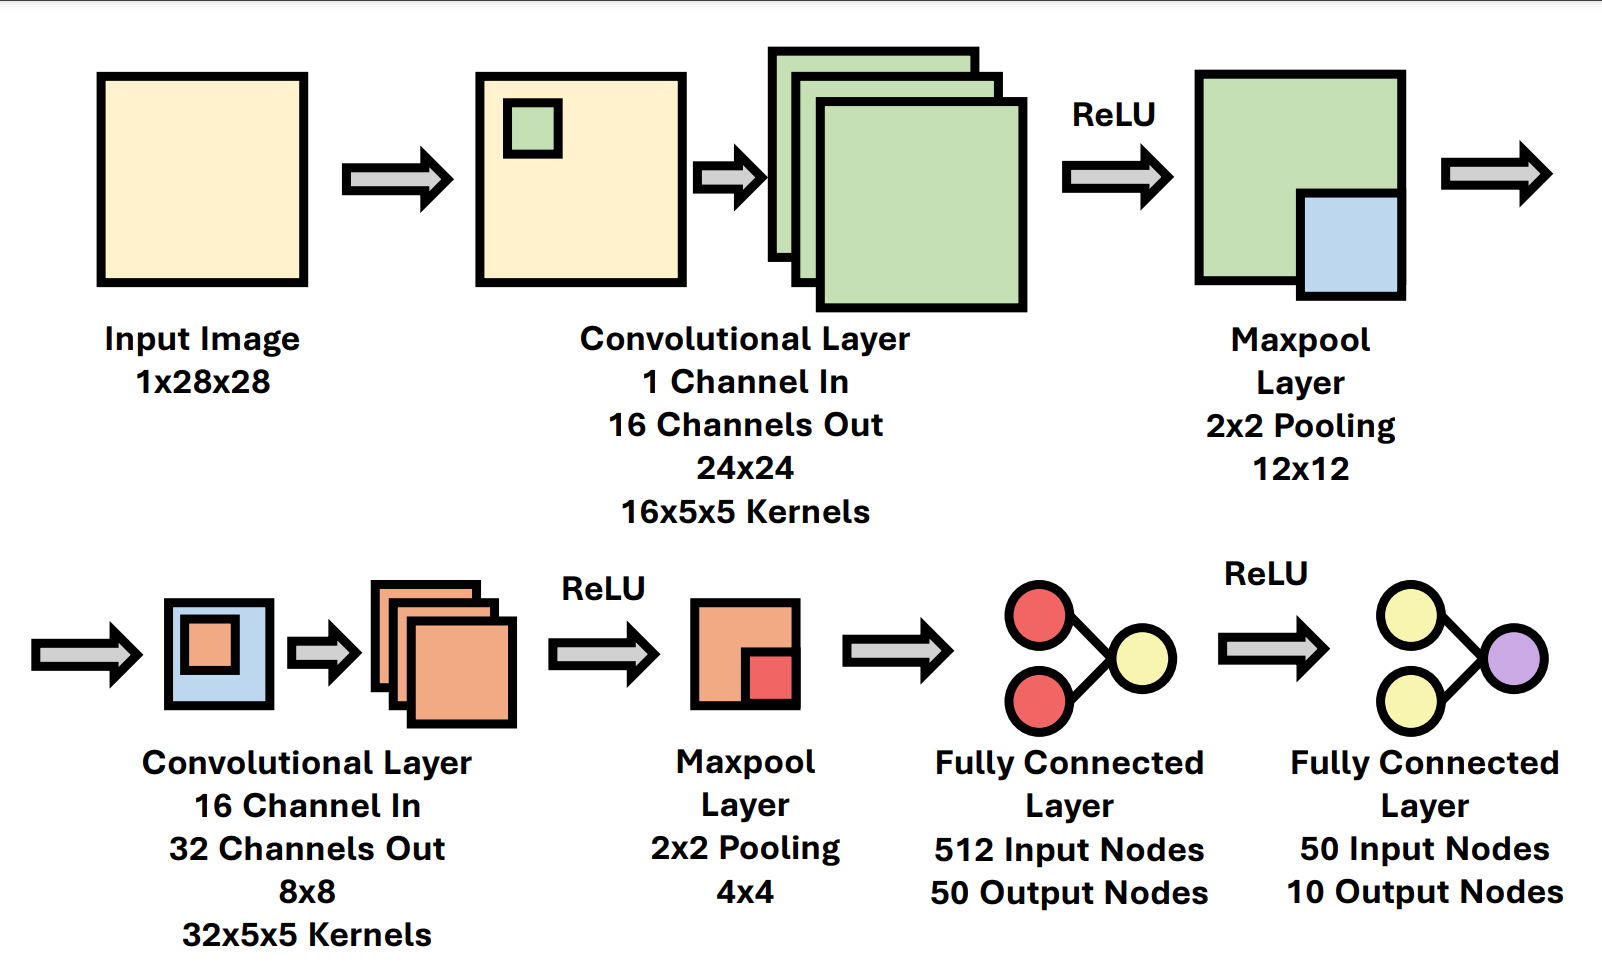 ReLU
Input Image
1x28x28
Convolutional Layer
1 Channel In
16 Channels Out
24x24
16x5x5 Kernels
Maxpool
Layer
2x2 Pooling
12x12
ReLU
ReLU
Convolutional Layer
16 Channel In
32 Channels Out
8x8
32x5x5 Kernels
Maxpool
Layer
2x2 Pooling
4x4
Fully Connected
Layer
512 Input Nodes
50 Output Nodes
Fully Connected
Layer
50 Input Nodes
10 Output Nodes